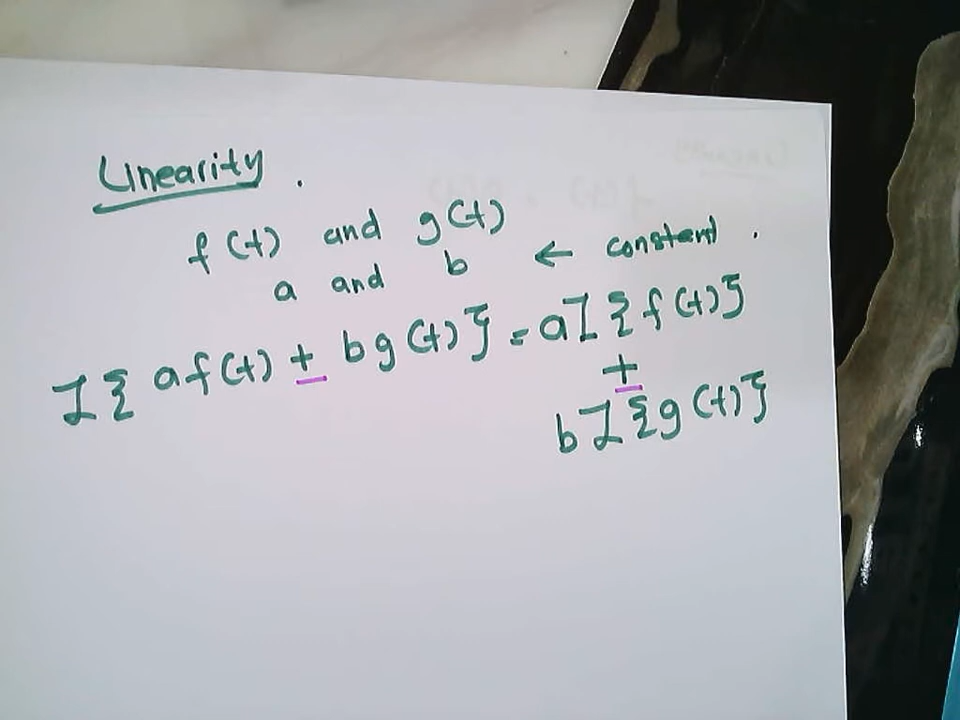 Linearity.
f(t) and g(t)
a and b ← constant.
ℒ{af(t) ± bg(t)} = aℒ{f(t)}
±
bℒ{g(t)}